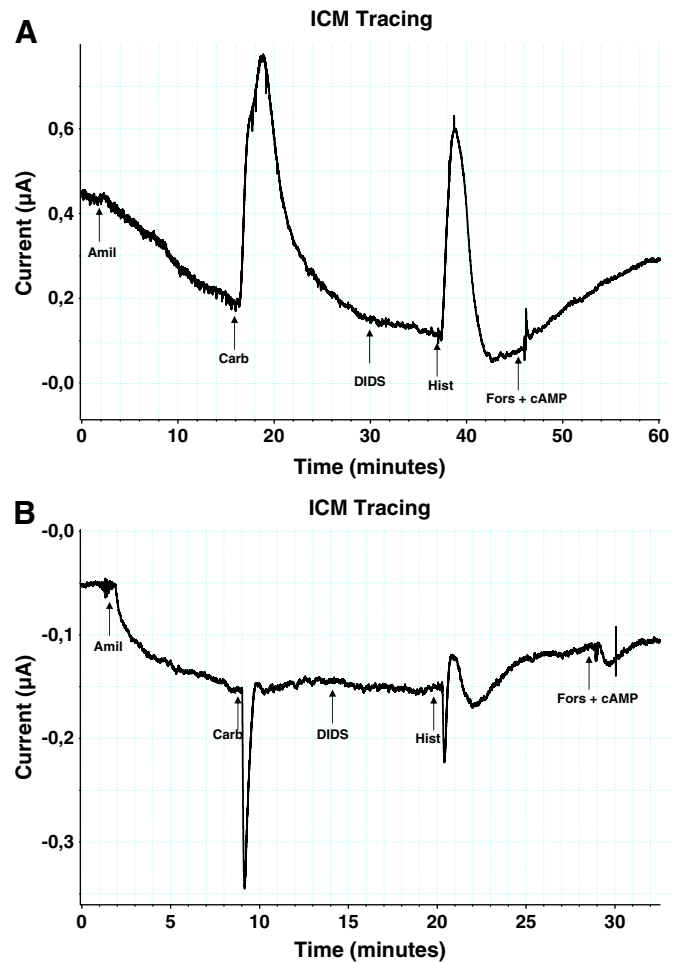 A
ICM Tracing
Current (µA)
0,6
0,4
0,2
-0,0
Amil
Carb
DIDS
Hist
Fors + cAMP
0 10 20 30 40 50 60
Time (minutes)
B
ICM Tracing
Current (µA)
-0,0
-0,1
-0,2
-0,3
Amil
Carb
DIDS
Hist
Fors + cAMP
0 5 10 15 20 25 30
Time (minutes)